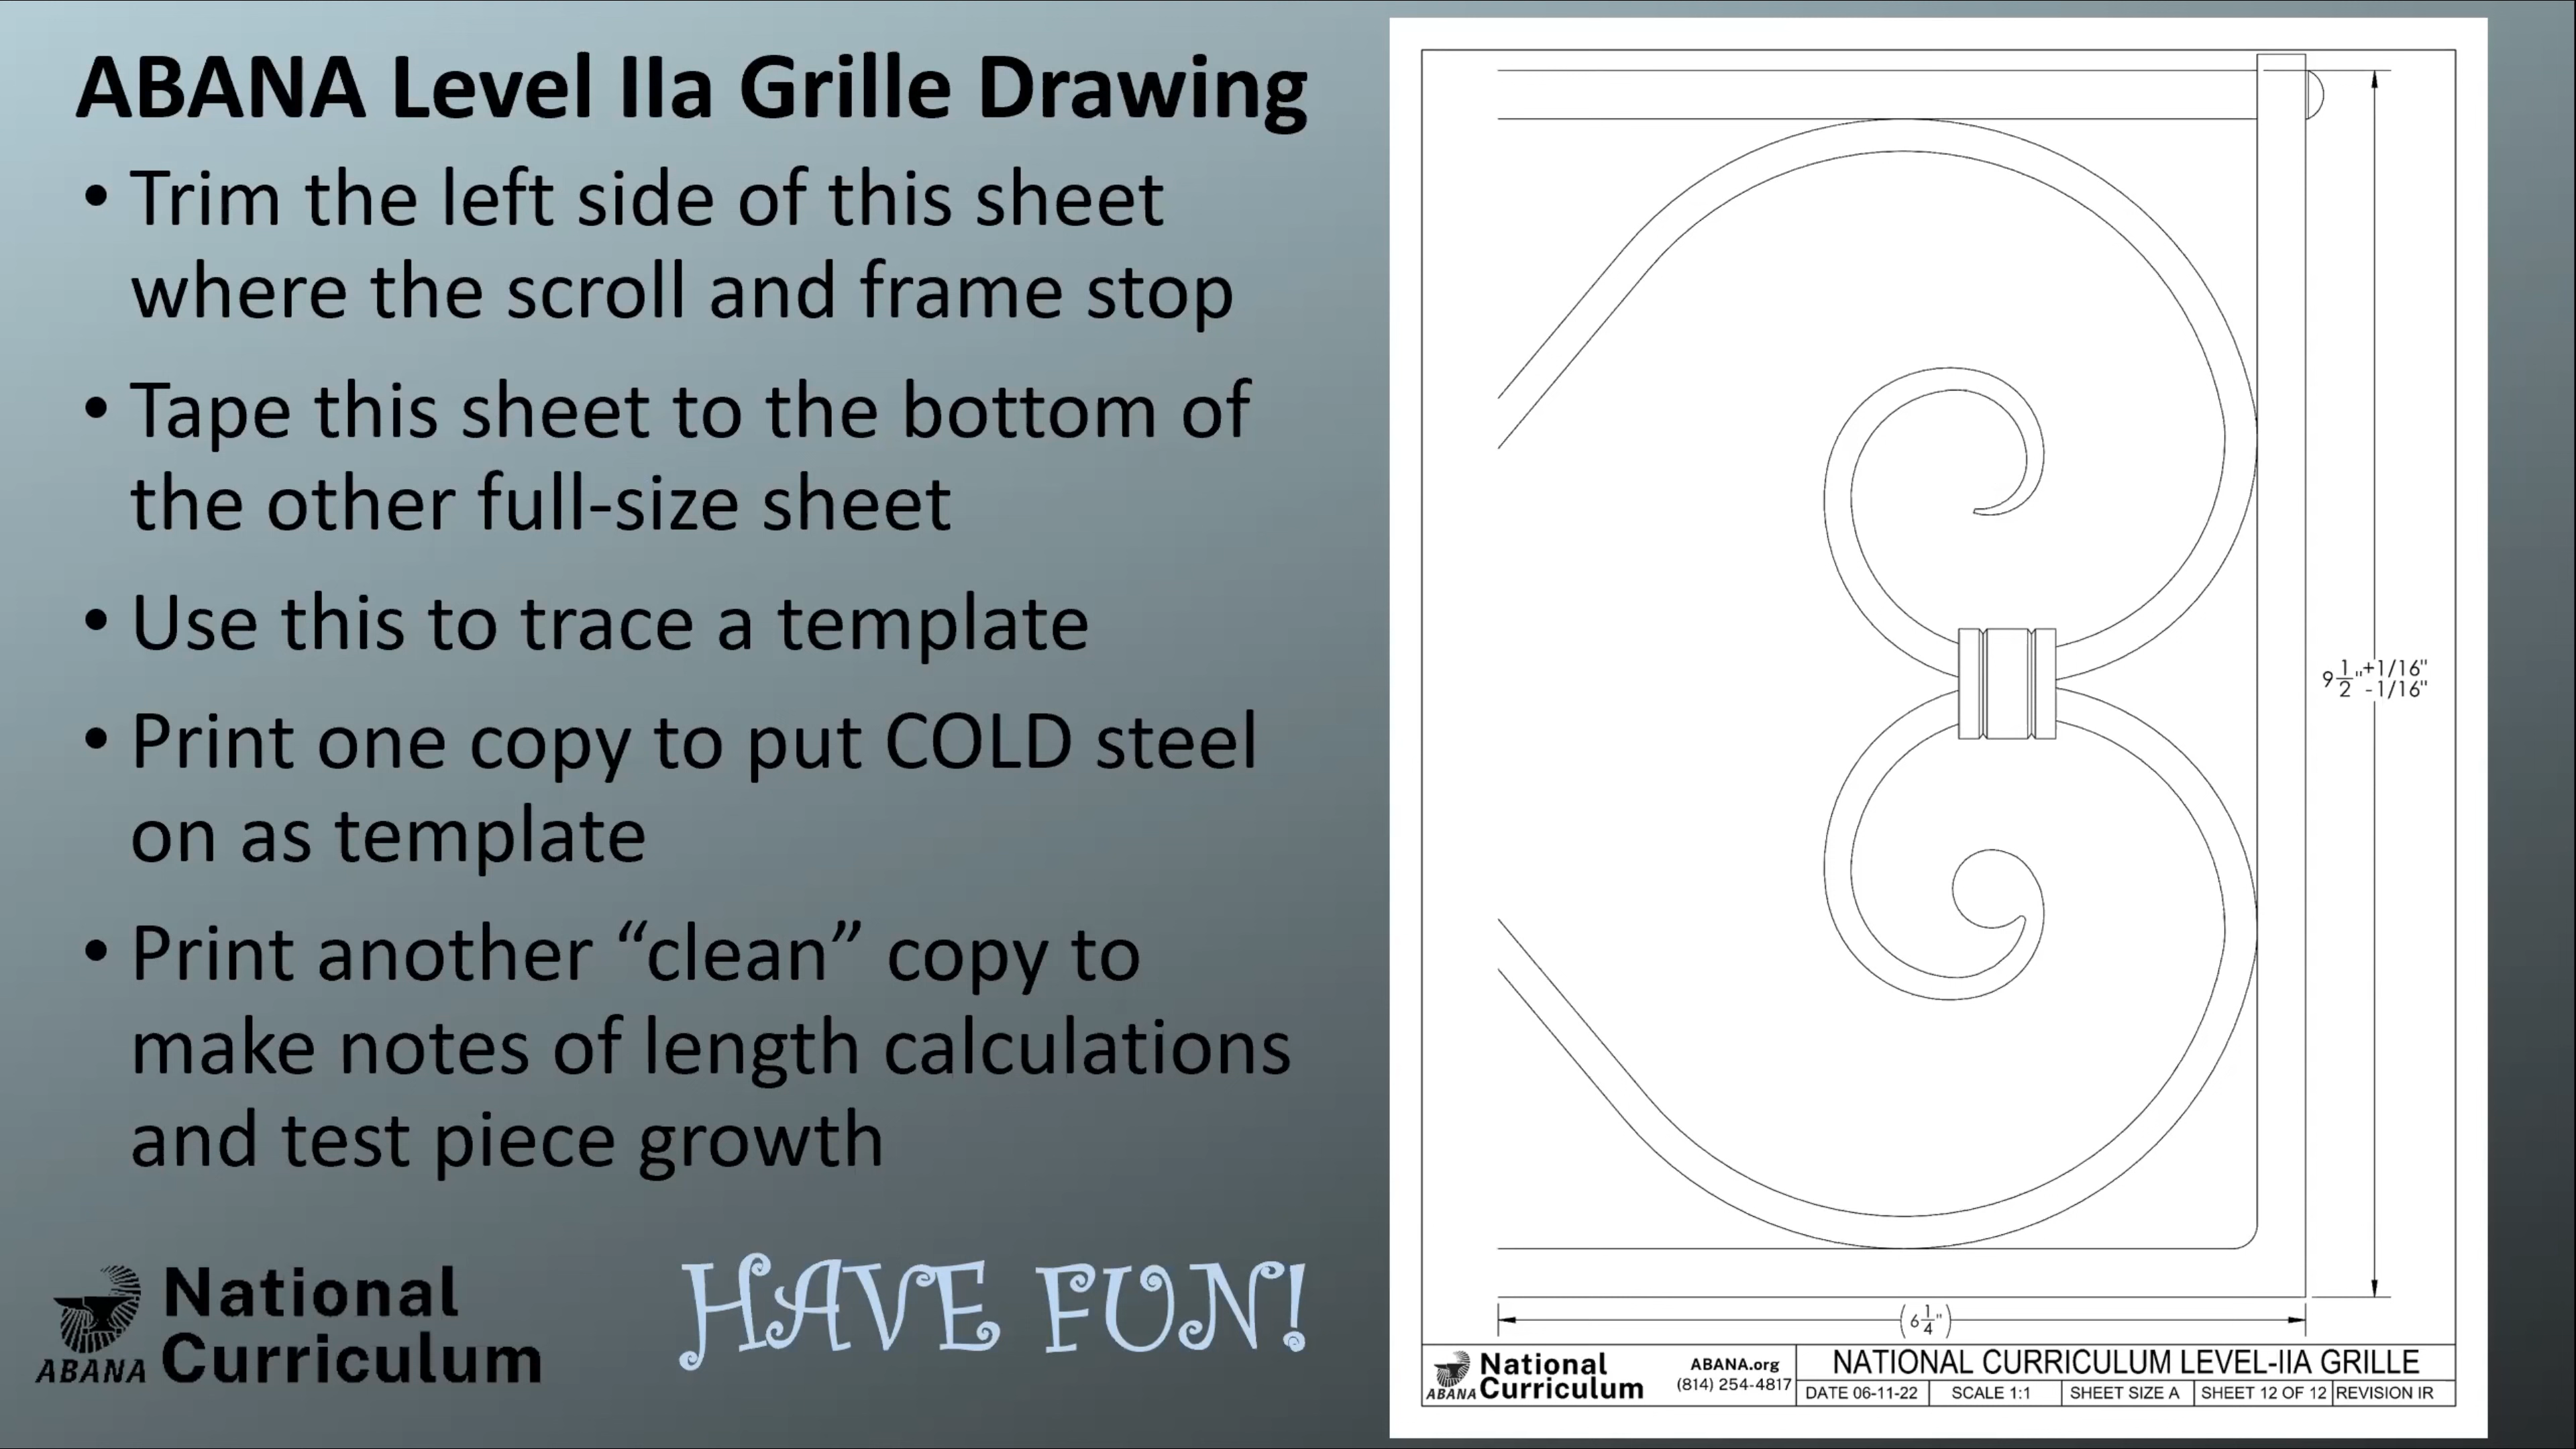 ABANA Level IIa Grille Drawing
• Trim the left side of this sheet
where the scroll and frame stop
• Tape this sheet to the bottom of
the other full-size sheet
• Use this to trace a template
• Print one copy to put COLD steel
on as template
• Print another “clean” copy to
make notes of length calculations
and test piece growth
HAVE FUN!
National
ABANA Curriculum
9 1/2" +1/16"
-1/16"
(6 1/4")
National
ABANA Curriculum
ABANA.org
(814) 254-4817
NATIONAL CURRICULUM LEVEL-IIA GRILLE
DATE 06-11-22 SCALE 1:1 SHEET SIZE A SHEET 12 OF 12 REVISION IR